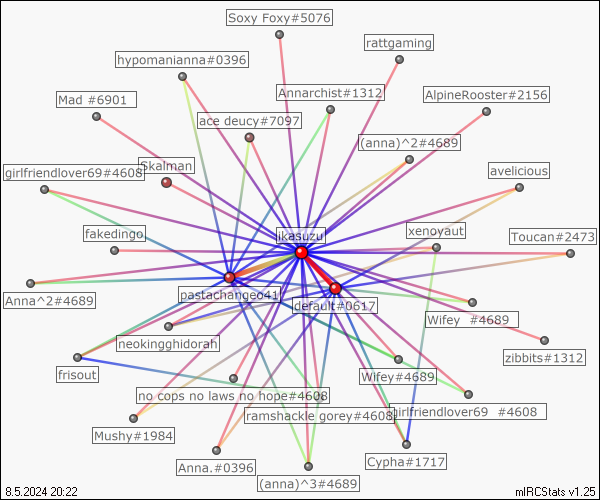 Soxy Foxy#5076
rattgaming
hypomanianna#0396
Annarchist#1312
Mad #6901
AlpineRooster#2156
ace deucy#7097
(anna)^2#4689
girlfriendlover69#4608
Skalman
avelicious
fakedingo
ikasuzu
xenoyaut
Toucan#2473
Anna^2#4689
pastachangeo41
default#0617
Wifey #4689
neokingghidorah
zibbits#1312
frisout
Wifey#4689
no cops no laws no hope#4608
ramshackle gorey#4608
girlfriendlover69 #4608
Mushy#1984
Anna.#0396
Cypha#1717
(anna)^3#4689
8.5.2024 20:22
mIRCStats v1.25